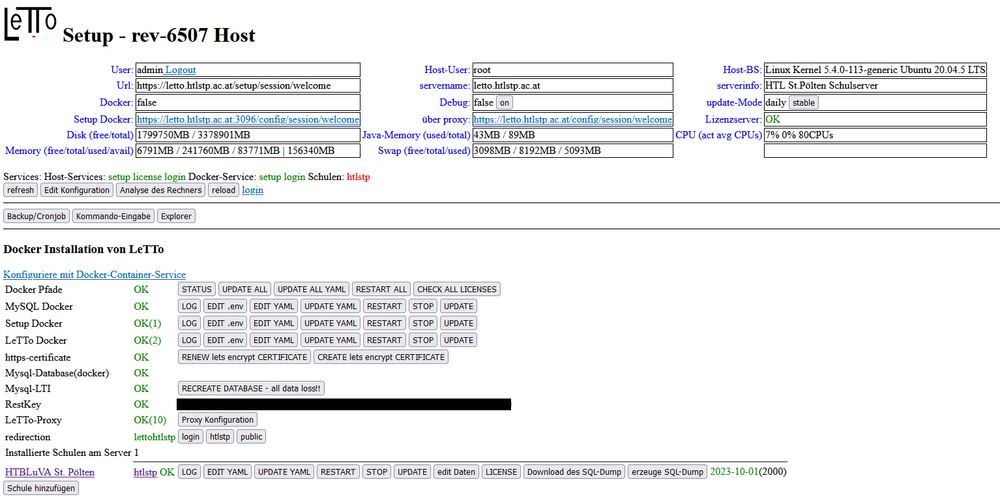 LeTTo Setup - rev-6507 Host
User: admin Logout Host-User: root Host-BS: Linux Kernel 5.4.0-113-generic Ubuntu 20.04.5 LTS
Url: https://letto.htlstp.ac.at/setup/session/welcome servername: letto.htlstp.ac.at serverinfo: HTL St.Pölten Schulserver
Docker: false Debug: false on update-Mode daily stable
Setup Docker: https://letto.htlstp.ac.at:3096/config/session/welcome über proxy: https://letto.htlstp.ac.at/config/session/welcome Lizenzserver: OK
Disk (free/total) 1799750MB / 3378901MB Java-Memory (used/total) 43MB / 89MB CPU (act avg CPUs) 7% 0% 80CPUs
Memory (free/total/used/avail) 6791MB / 241760MB / 83771MB | 156340MB Swap (free/total/used) 3098MB / 8192MB / 5093MB
Services: Host-Services: setup license login Docker-Service: setup login Schulen: htlstp
refresh Edit Konfiguration Analyse des Rechners reload login
Backup/Cronjob Kommando-Eingabe Explorer
Docker Installation von LeTTo
Konfiguriere mit Docker-Container-Service
Docker Pfade OK STATUS UPDATE ALL UPDATE ALL YAML RESTART ALL CHECK ALL LICENSES
MySQL Docker OK LOG EDIT .env EDIT YAML UPDATE YAML RESTART STOP UPDATE
Setup Docker OK(1) LOG EDIT .env EDIT YAML UPDATE YAML RESTART STOP UPDATE
LeTTo Docker OK(2) LOG EDIT .env EDIT YAML UPDATE YAML RESTART STOP UPDATE
https-certificate OK RENEW lets encrypt CERTIFICATE CREATE lets encrypt CERTIFICATE
Mysql-Database(docker) OK
Mysql-LTI OK RECREATE DATABASE - all data loss!!
RestKey OK
LeTTo-Proxy OK(10) Proxy Konfiguration
redirection lettohtlstp login htlstp public
Installierte Schulen am Server 1
HTBLuVA St. Pölten htlstp OK LOG EDIT YAML UPDATE YAML RESTART STOP UPDATE edit Daten LICENSE Download des SQL-Dump erzeuge SQL-Dump 2023-10-01(2000)
Schule hinzufügen